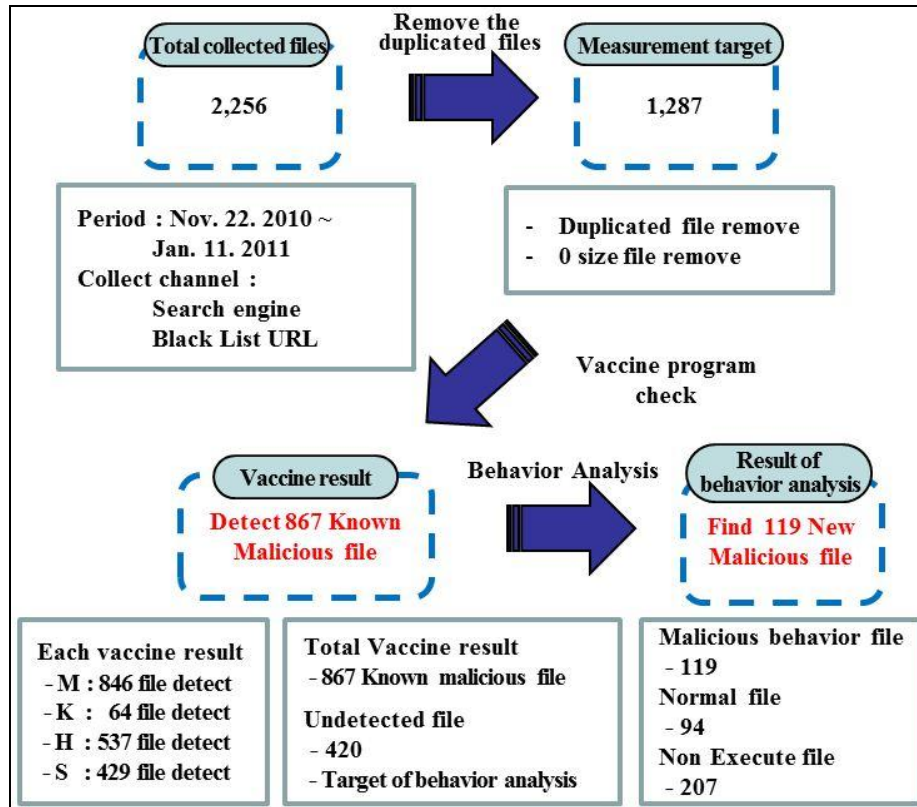 Total collected files
Remove the
duplicated files
Measurement target
2,256
1,287
Period : Nov. 22. 2010 ~
Jan. 11. 2011
Collect channel :
Search engine
Black List URL
- Duplicated file remove
- 0 size file remove
Vaccine program
check
Vaccine result
Detect 867 Known
Malicious file
Behavior Analysis
Result of
behavior analysis
Find 119 New
Malicious file
Each vaccine result
- M : 846 file detect
- K : 64 file detect
- H : 537 file detect
- S : 429 file detect
Total Vaccine result
- 867 Known malicious file
Undetected file
- 420
- Target of behavior analysis
Malicious behavior file
- 119
Normal file
- 94
Non Execute file
- 207